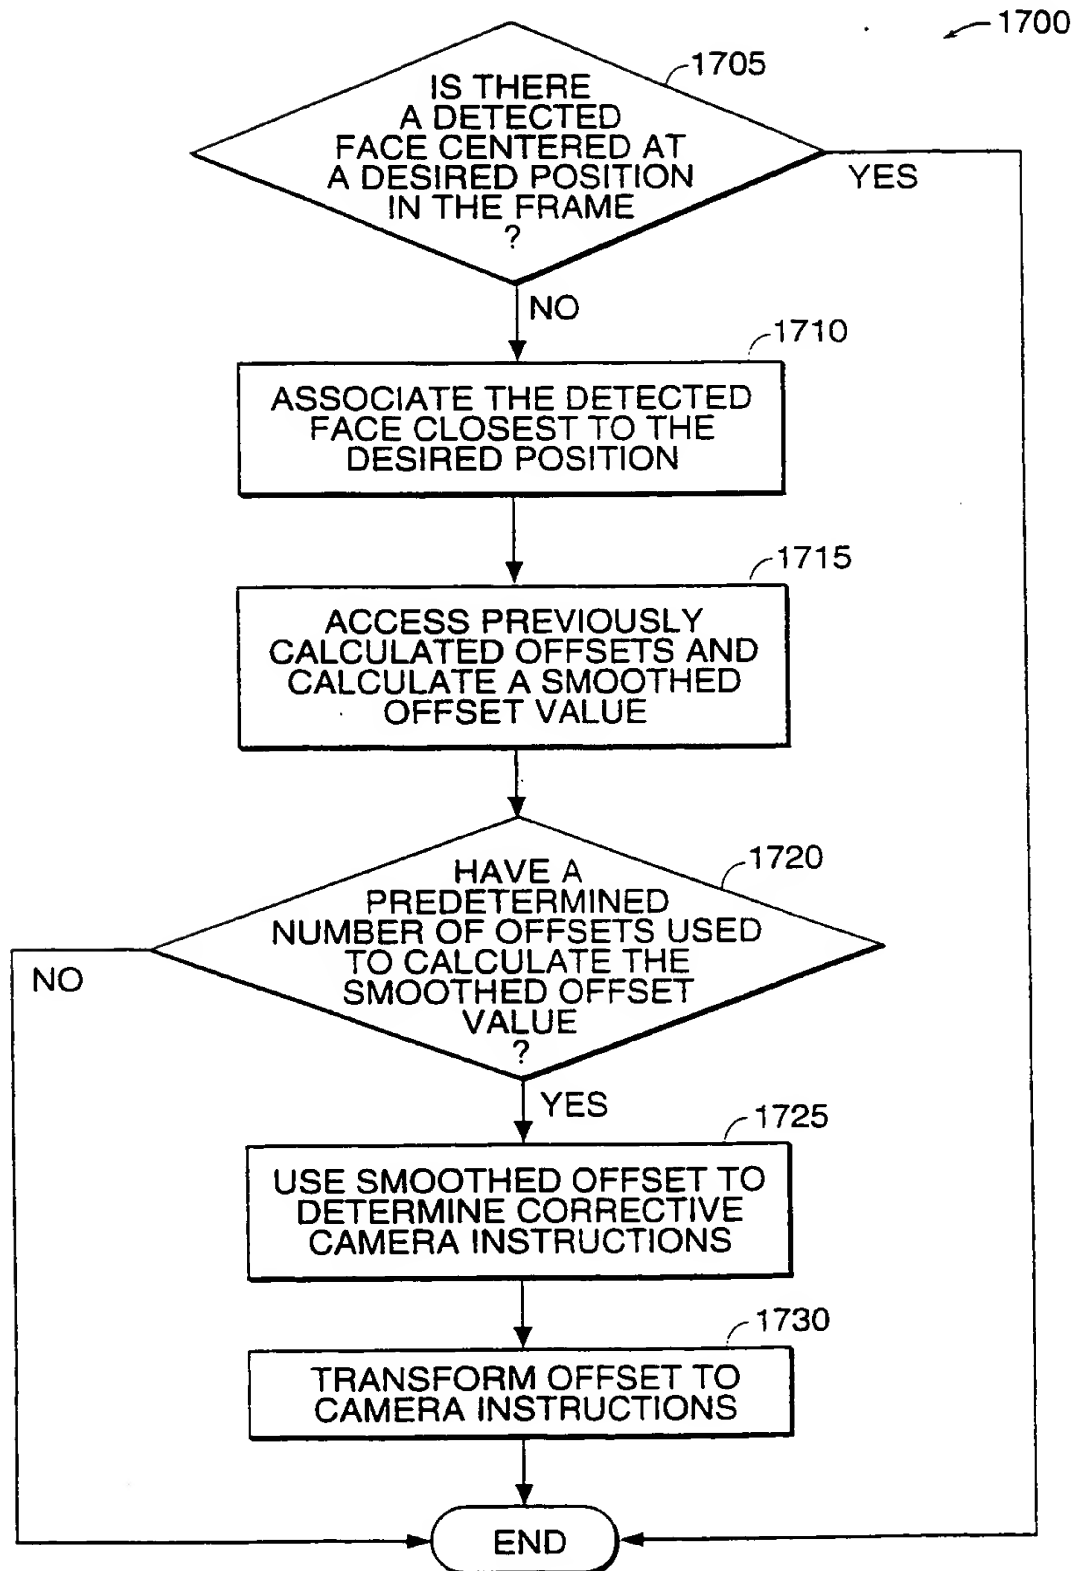 1700
1705
IS THERE
A DETECTED
FACE CENTERED AT
A DESIRED POSITION
IN THE FRAME
?
YES
NO
1710
ASSOCIATE THE DETECTED
FACE CLOSEST TO THE
DESIRED POSITION
1715
ACCESS PREVIOUSLY
CALCULATED OFFSETS AND
CALCULATE A SMOOTHED
OFFSET VALUE
1720
HAVE A
PREDETERMINED
NUMBER OF OFFSETS USED
TO CALCULATE THE
SMOOTHED OFFSET
VALUE
?
NO
YES
1725
USE SMOOTHED OFFSET TO
DETERMINE CORRECTIVE
CAMERA INSTRUCTIONS
1730
TRANSFORM OFFSET TO
CAMERA INSTRUCTIONS
END